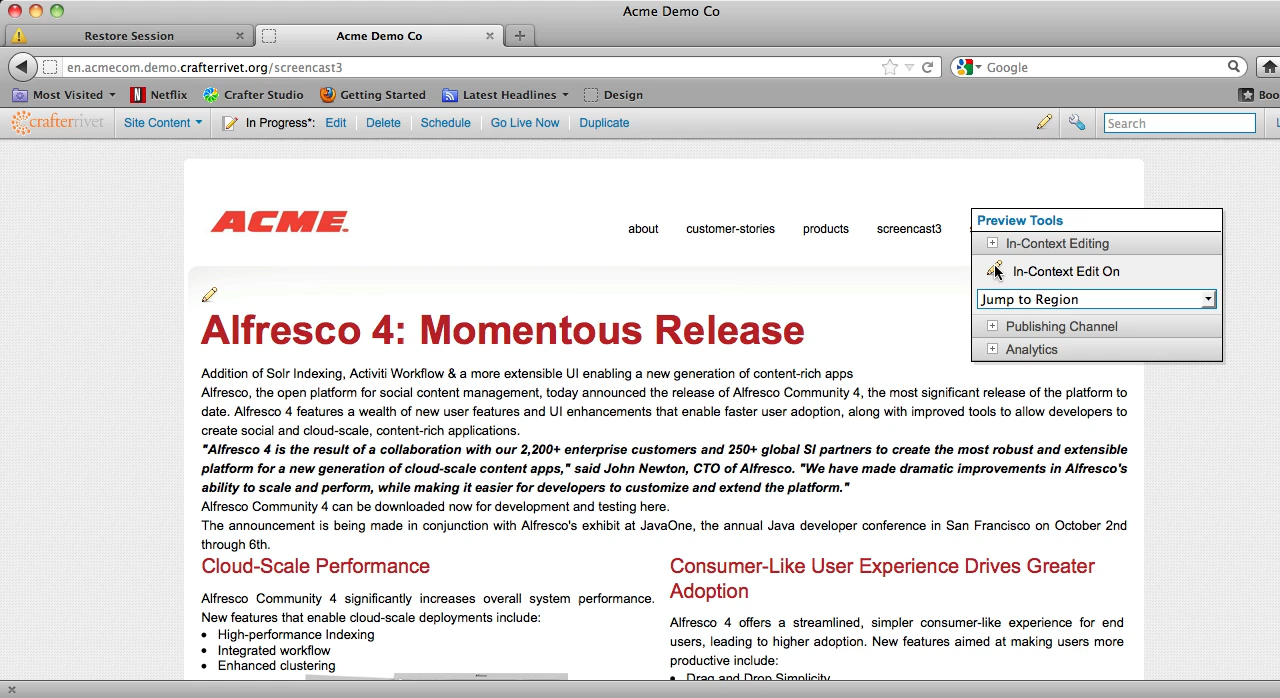 Acme Demo Co
Restore Session
Acme Demo Co
en.acmecom.demo.crafterrivet.org/screencast3
Google
Most Visited
Netflix
Crafter Studio
Getting Started
Latest Headlines
Design
Boo
crafterrivet
Site Content
In Progress*:
Edit
Delete
Schedule
Go Live Now
Duplicate
Search
ACME.
about
customer-stories
products
screencast3
Preview Tools
In-Context Editing
In-Context Edit On
Jump to Region
Publishing Channel
Analytics
Alfresco 4: Momentous Release
Addition of Solr Indexing, Activiti Workflow & a more extensible UI enabling a new generation of content-rich apps
Alfresco, the open platform for social content management, today announced the release of Alfresco Community 4, the most significant release of the platform to
date. Alfresco 4 features a wealth of new user features and UI enhancements that enable faster user adoption, along with improved tools to allow developers to
create social and cloud-scale, content-rich applications.
"Alfresco 4 is the result of a collaboration with our 2,200+ enterprise customers and 250+ global SI partners to create the most robust and extensible
platform for a new generation of cloud-scale content apps," said John Newton, CTO of Alfresco. "We have made dramatic improvements in Alfresco's
ability to scale and perform, while making it easier for developers to customize and extend the platform."
Alfresco Community 4 can be downloaded now for development and testing here.
The announcement is being made in conjunction with Alfresco's exhibit at JavaOne, the annual Java developer conference in San Francisco on October 2nd
through 6th.
Cloud-Scale Performance
Alfresco Community 4 significantly increases overall system performance.
New features that enable cloud-scale deployments include:
• High-performance Indexing
• Integrated workflow
• Enhanced clustering
Consumer-Like User Experience Drives Greater
Adoption
Alfresco 4 offers a streamlined, simpler consumer-like experience for end
users, leading to higher adoption. New features aimed at making users more
productive include:
• Drag and Drop Simplicity